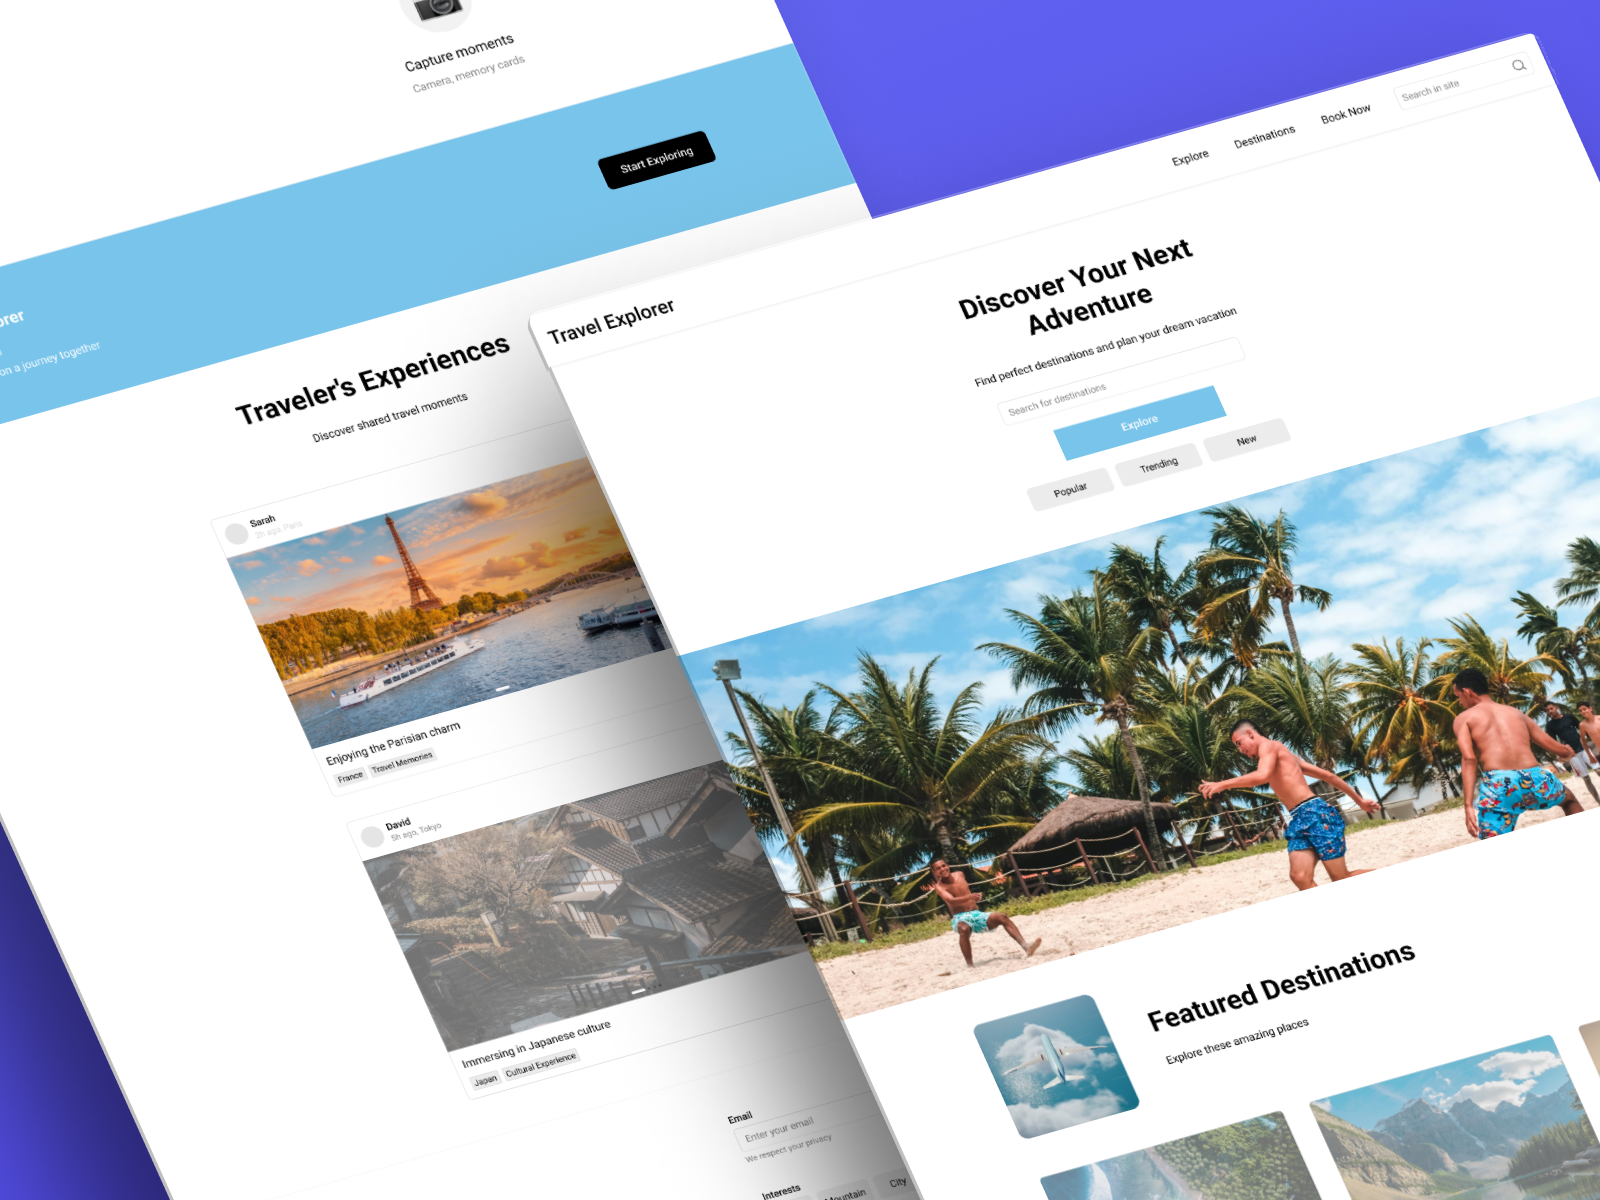 Capture moments
Camera, memory cards
Start Exploring
on a journey together
Traveler's Experiences
Discover shared travel moments
Sarah
2h ago, Paris
Enjoying the Parisian charm
France
Travel Memories
David
5h ago, Tokyo
Immersing in Japanese culture
Japan
Cultural Experience
Email
Enter your email
We respect your privacy
Interests
Mountain
City
Travel Explorer
Explore
Destinations
Book Now
Search in site
Discover Your Next
Adventure
Find perfect destinations and plan your dream vacation
Search for destinations
Explore
Popular
Trending
New
Featured Destinations
Explore these amazing places